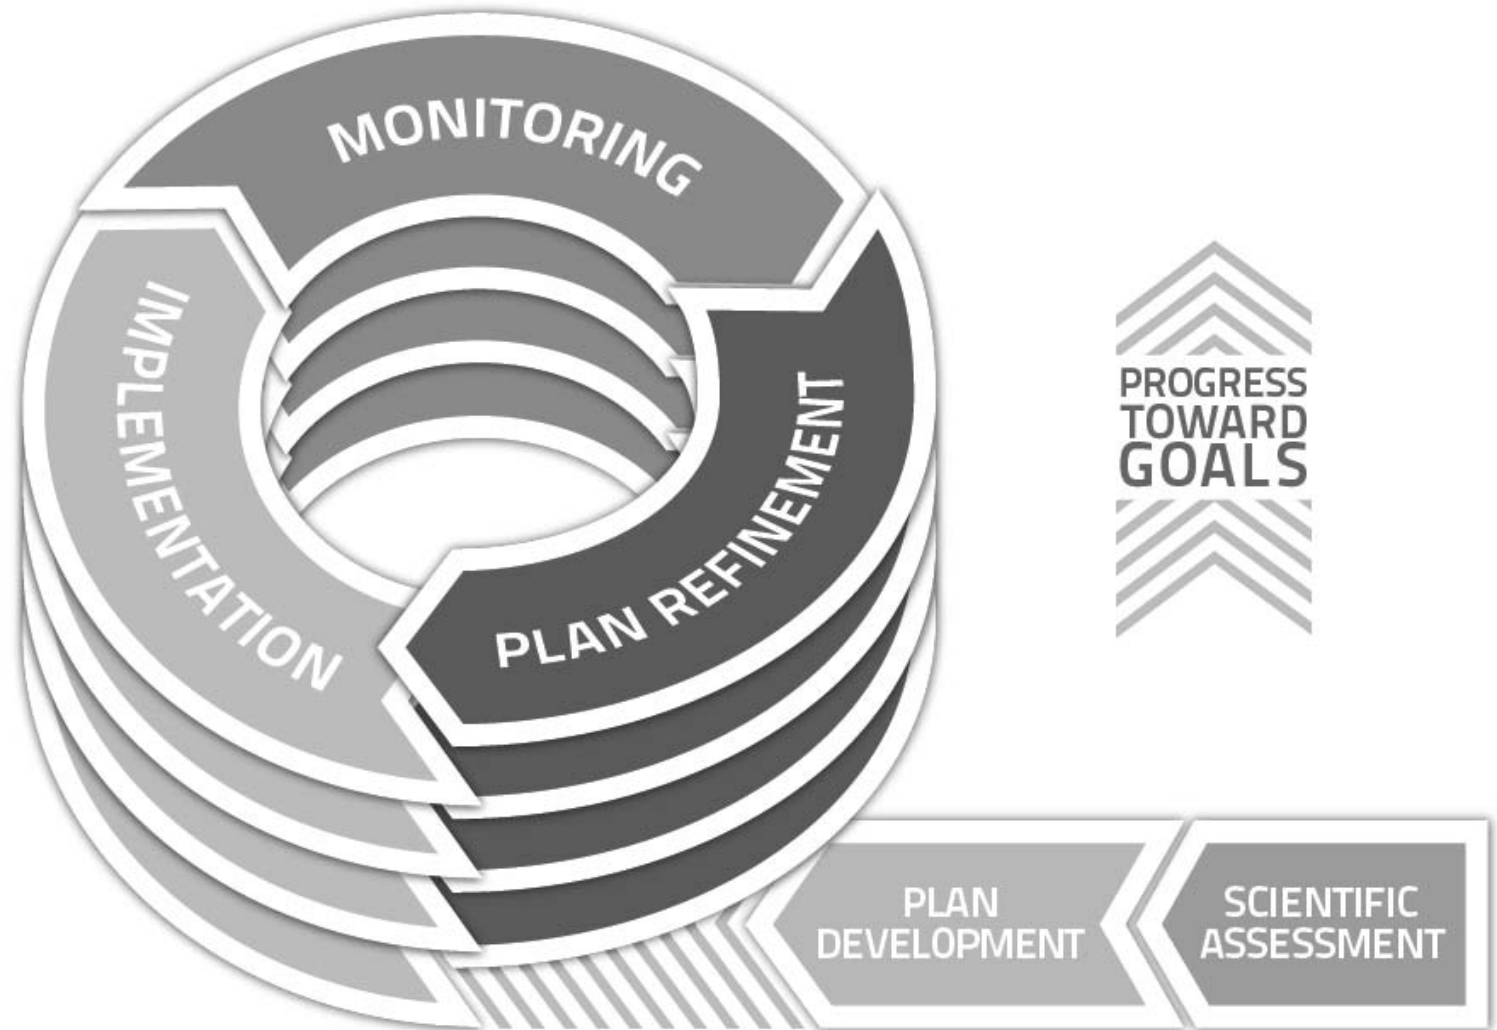 MONITORING
IMPLEMENTATION
PLAN REFINEMENT
PROGRESS
TOWARD
GOALS
PLAN
DEVELOPMENT
SCIENTIFIC
ASSESSMENT